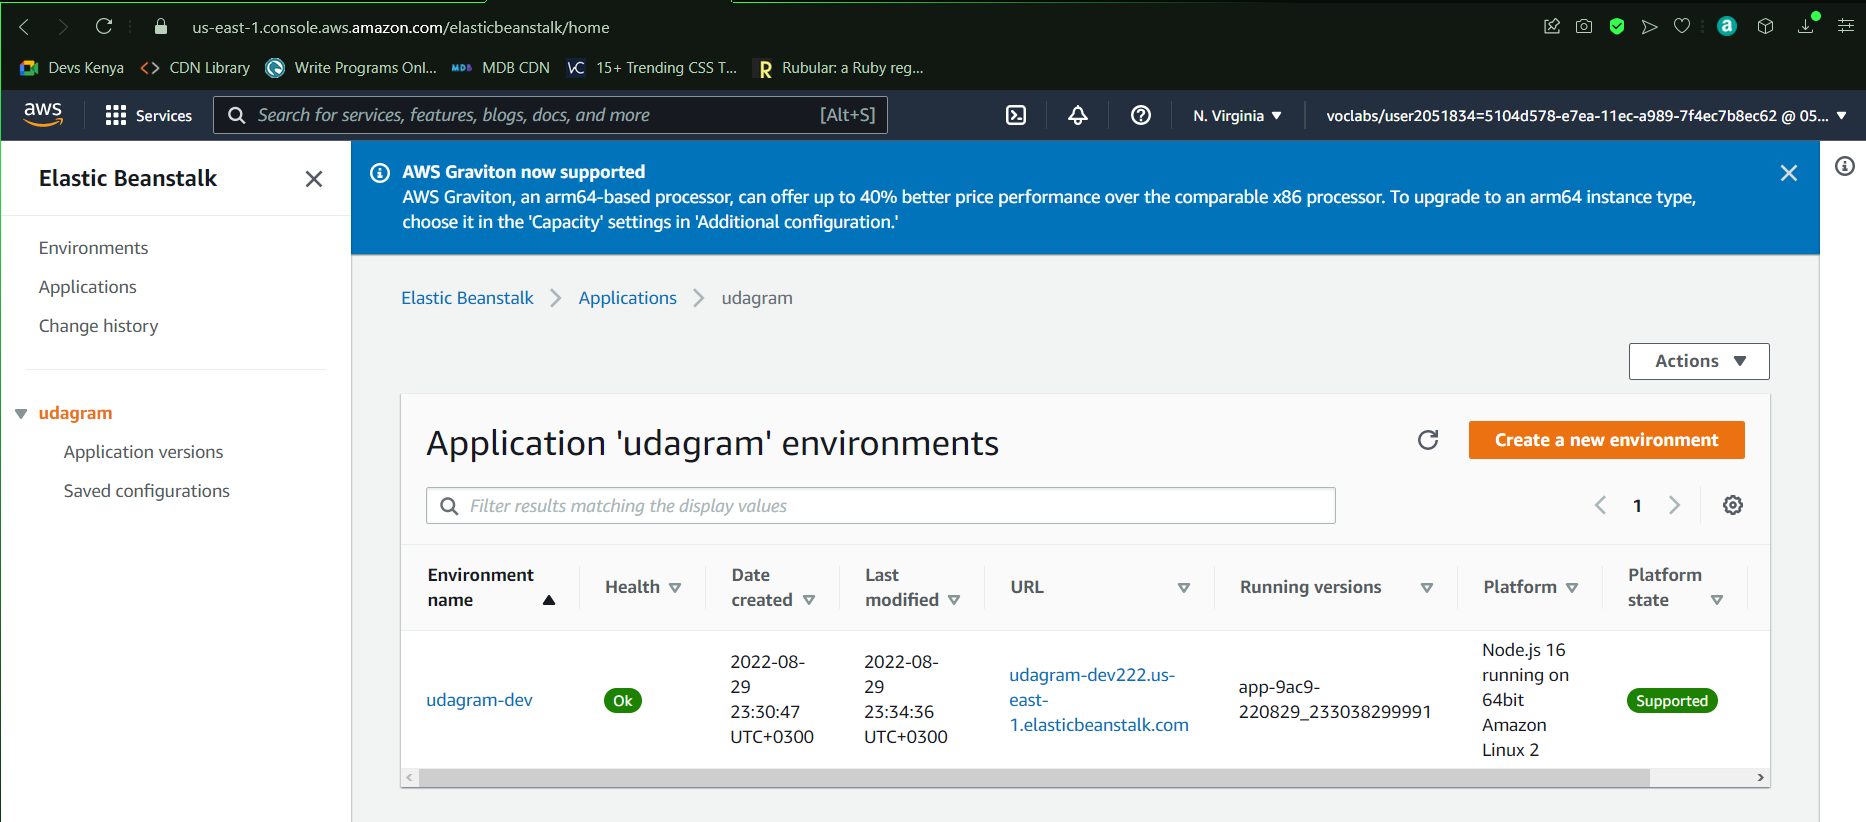 us-east-1.console.aws.amazon.com/elasticbeanstalk/home
a
Devs Kenya
CDN Library
Write Programs Onl...
MDB
MDB CDN
VC
15+ Trending CSS T...
R
Rubular: a Ruby reg...
aws
Services
Search for services, features, blogs, docs, and more
[Alt+S]
N. Virginia
voclabs/user2051834=5104d578-e7ea-11ec-a989-7f4ec7b8ec62 @ 05...
Elastic Beanstalk
Environments
Applications
Change history
udagram
Application versions
Saved configurations
AWS Graviton now supported
AWS Graviton, an arm64-based processor, can offer up to 40% better price performance over the comparable x86 processor. To upgrade to an arm64 instance type,
choose it in the 'Capacity' settings in 'Additional configuration.'
Elastic Beanstalk
Applications
udagram
Actions
Application 'udagram' environments
Create a new environment
Filter results matching the display values
1
Environment
name
Health
Date
created
Last
modified
URL
Running versions
Platform
Platform
state
udagram-dev
Ok
2022-08-
29
23:30:47
UTC+0300
2022-08-
29
23:34:36
UTC+0300
udagram-dev222.us-
east-
1.elasticbeanstalk.com
app-9ac9-
220829_233038299991
Node.js 16
running on
64bit
Amazon
Linux 2
Supported